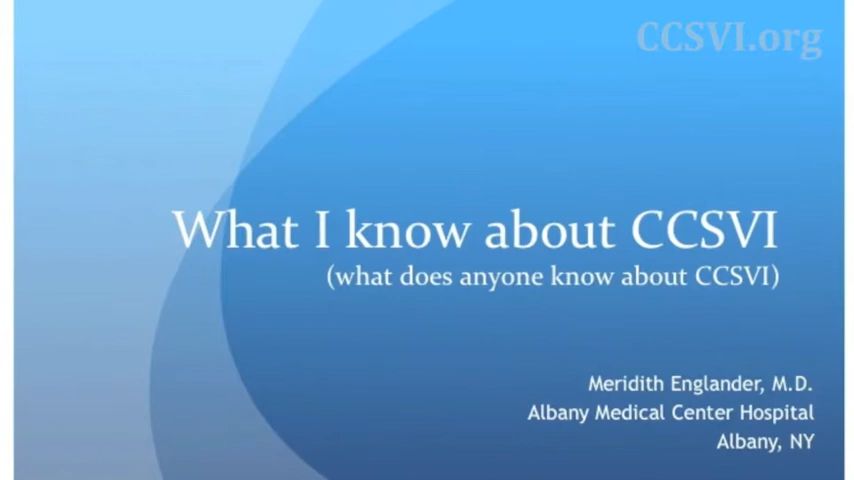 CCSVI.org
What I know about CCSVI
(what does anyone know about CCSVI)
Meridith Englander, M.D.
Albany Medical Center Hospital
Albany, NY